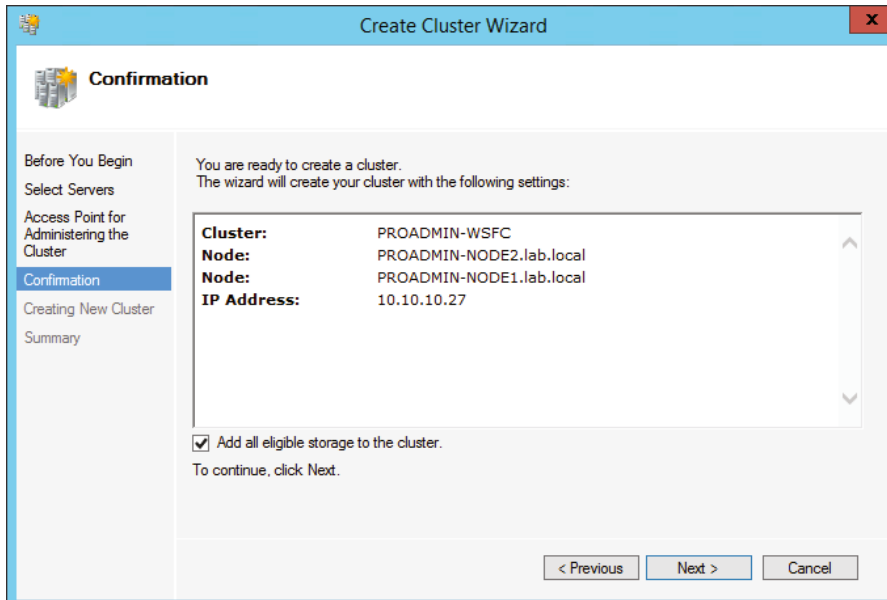 Create Cluster Wizard
x
Confirmation
Before You Begin
Select Servers
Access Point for
Administering the
Cluster
Confirmation
Creating New Cluster
Summary
You are ready to create a cluster.
The wizard will create your cluster with the following settings:
Cluster: PROADMIN-WSFC
Node: PROADMIN-NODE2.lab.local
Node: PROADMIN-NODE1.lab.local
IP Address: 10.10.10.27
Add all eligible storage to the cluster.
To continue, click Next.
< Previous
Next >
Cancel